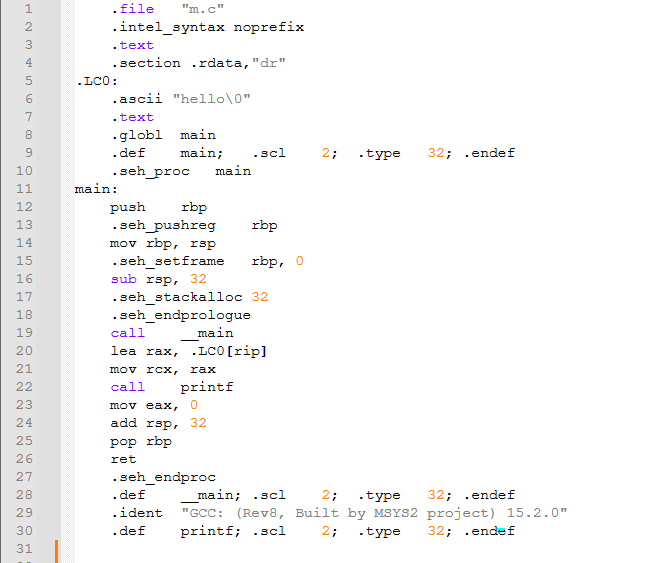 1 .file "m.c"
2 .intel_syntax noprefix
3 .text
4 .section .rdata,"dr"
5 .LC0:
6 .ascii "hello\0"
7 .text
8 .globl main
9 .def main; .scl 2; .type 32; .endef
10 .seh_proc main
11 main:
12 push rbp
13 .seh_pushreg rbp
14 mov rbp, rsp
15 .seh_setframe rbp, 0
16 sub rsp, 32
17 .seh_stackalloc 32
18 .seh_endprologue
19 call __main
20 lea rax, .LC0[rip]
21 mov rcx, rax
22 call printf
23 mov eax, 0
24 add rsp, 32
25 pop rbp
26 ret
27 .seh_endproc
28 .def __main; .scl 2; .type 32; .endef
29 .ident "GCC: (Rev8, Built by MSYS2 project) 15.2.0"
30 .def printf; .scl 2; .type 32; .endef
31